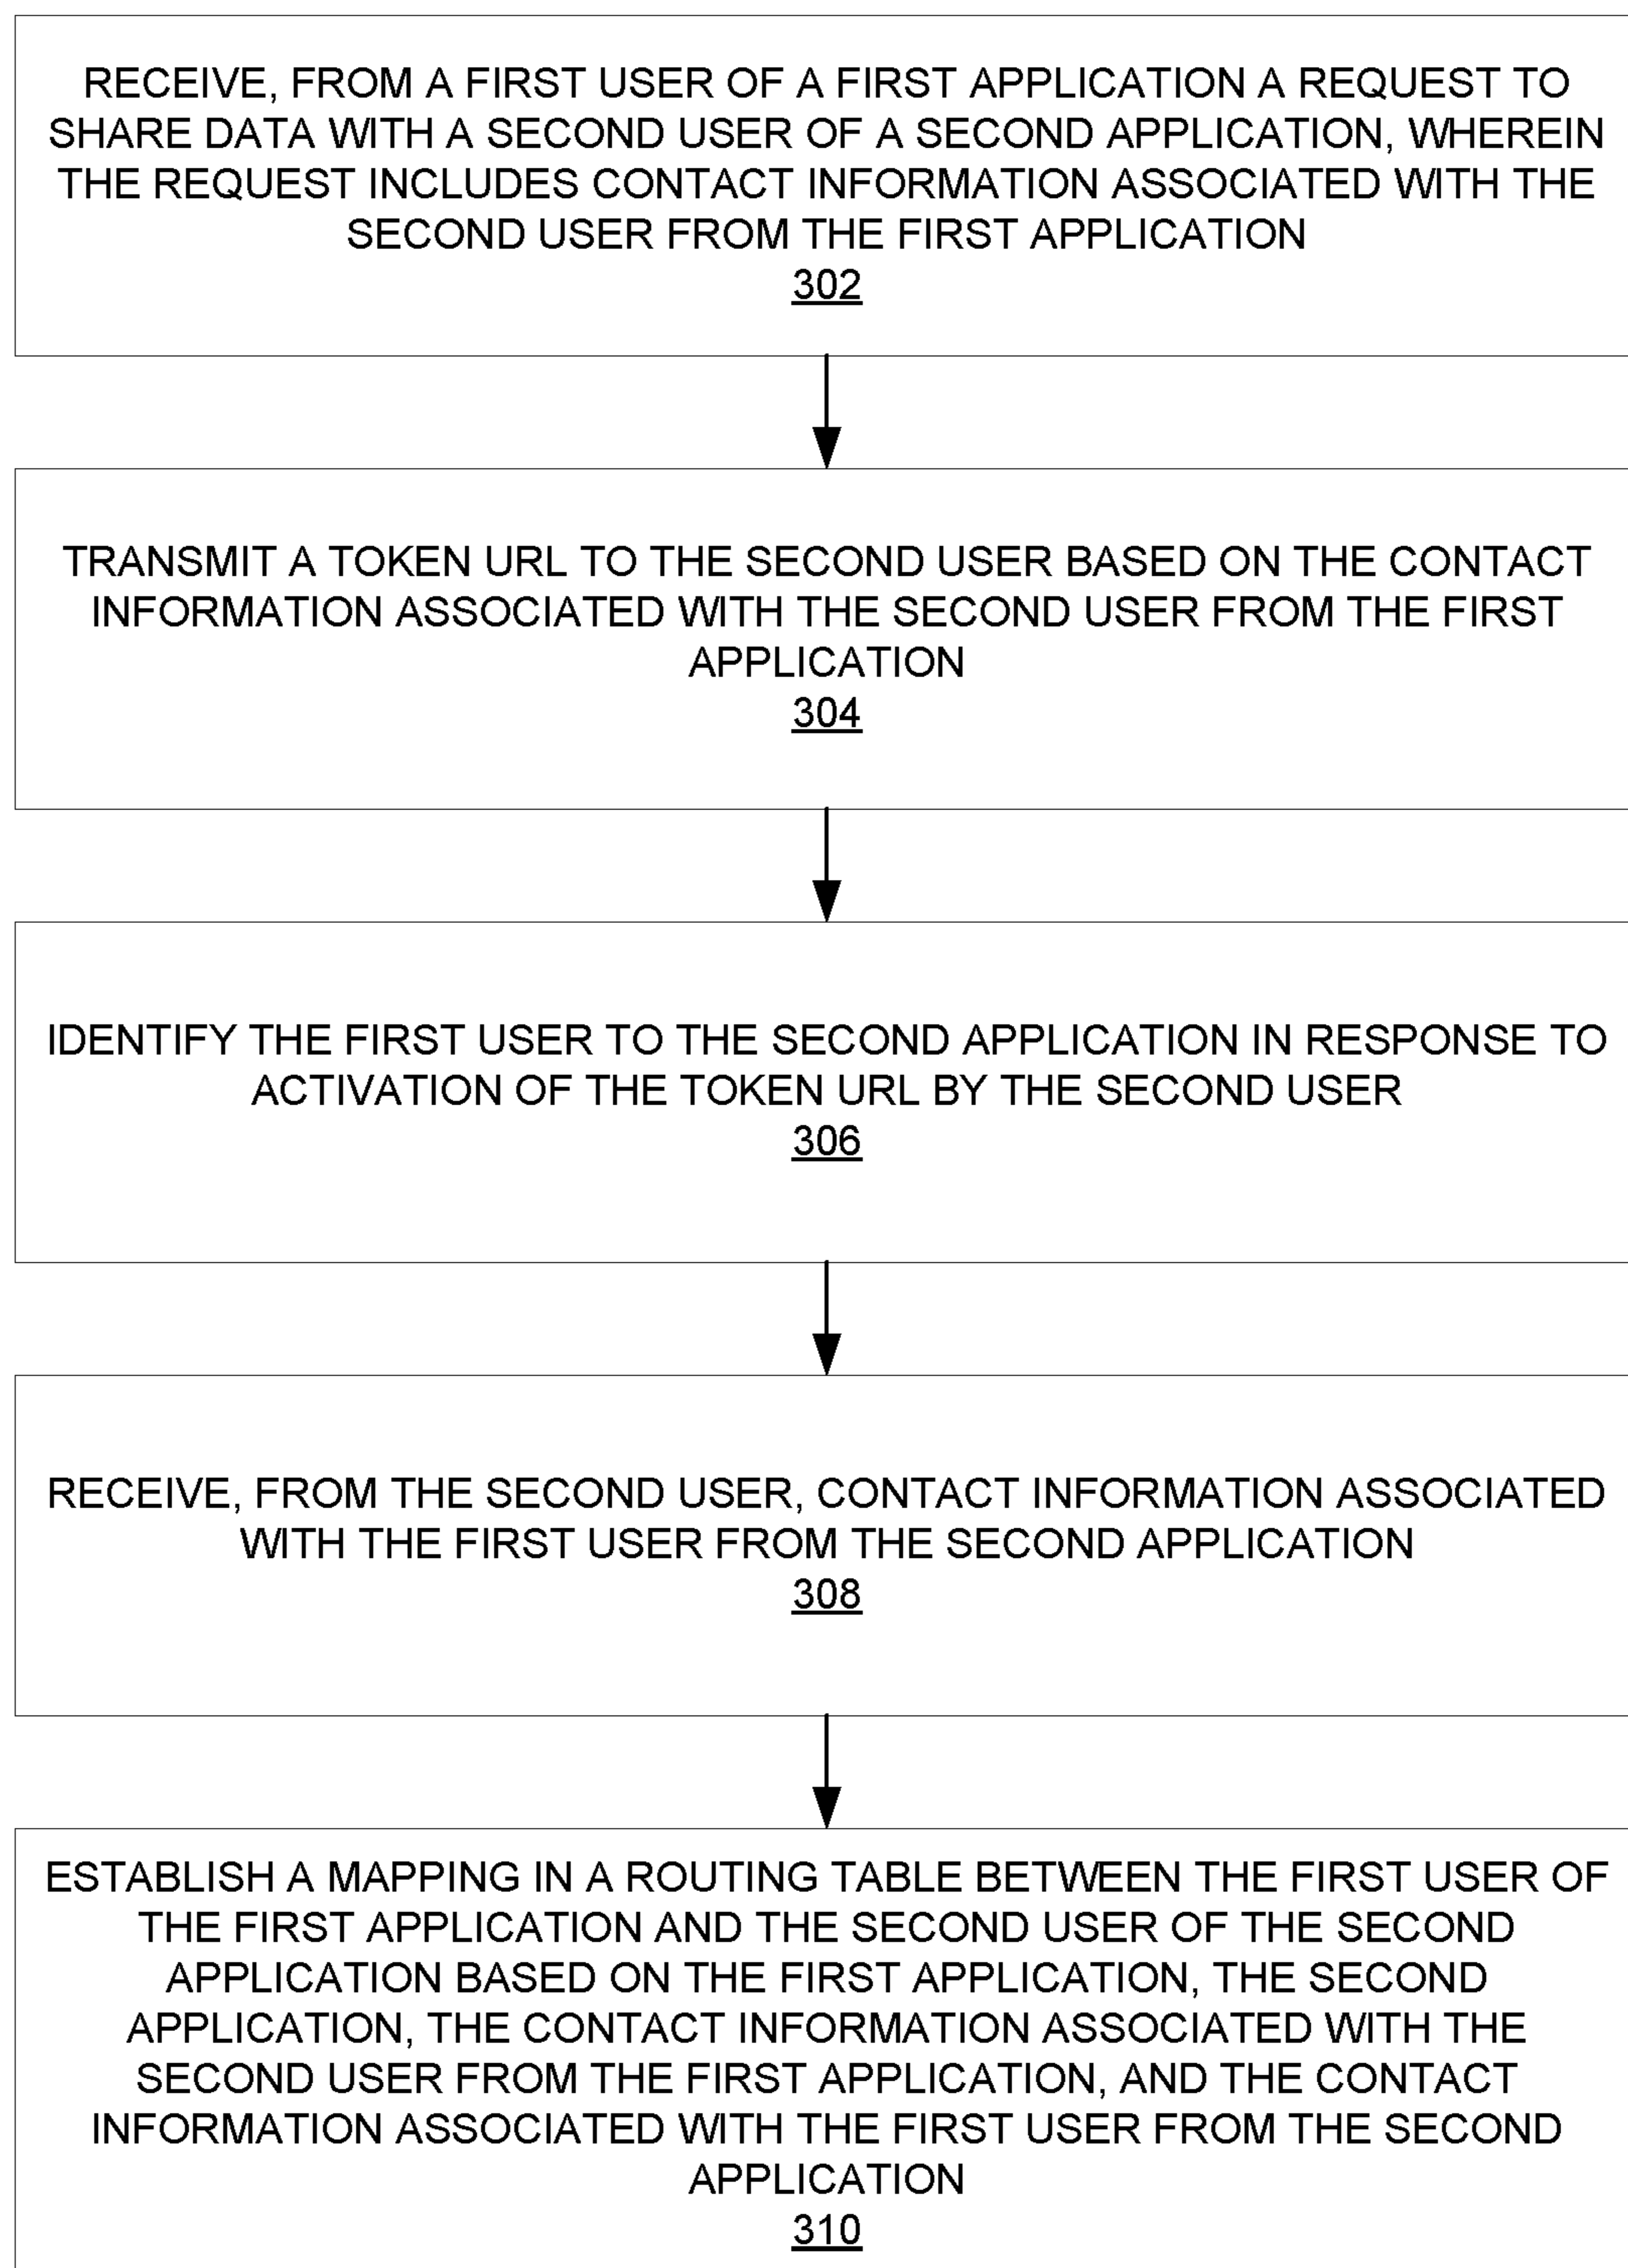 RECEIVE, FROM A FIRST USER OF A FIRST APPLICATION A REQUEST TO
SHARE DATA WITH A SECOND USER OF A SECOND APPLICATION, WHEREIN
THE REQUEST INCLUDES CONTACT INFORMATION ASSOCIATED WITH THE
SECOND USER FROM THE FIRST APPLICATION
302
TRANSMIT A TOKEN URL TO THE SECOND USER BASED ON THE CONTACT
INFORMATION ASSOCIATED WITH THE SECOND USER FROM THE FIRST
APPLICATION
304
IDENTIFY THE FIRST USER TO THE SECOND APPLICATION IN RESPONSE TO
ACTIVATION OF THE TOKEN URL BY THE SECOND USER
306
RECEIVE, FROM THE SECOND USER, CONTACT INFORMATION ASSOCIATED
WITH THE FIRST USER FROM THE SECOND APPLICATION
308
ESTABLISH A MAPPING IN A ROUTING TABLE BETWEEN THE FIRST USER OF
THE FIRST APPLICATION AND THE SECOND USER OF THE SECOND
APPLICATION BASED ON THE FIRST APPLICATION, THE SECOND
APPLICATION, THE CONTACT INFORMATION ASSOCIATED WITH THE
SECOND USER FROM THE FIRST APPLICATION, AND THE CONTACT
INFORMATION ASSOCIATED WITH THE FIRST USER FROM THE SECOND
APPLICATION
310